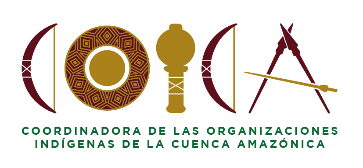 COICA
COORDINADORA DE LAS ORGANIZACIONES
INDÍGENAS DE LA CUENCA AMAZÓNICA